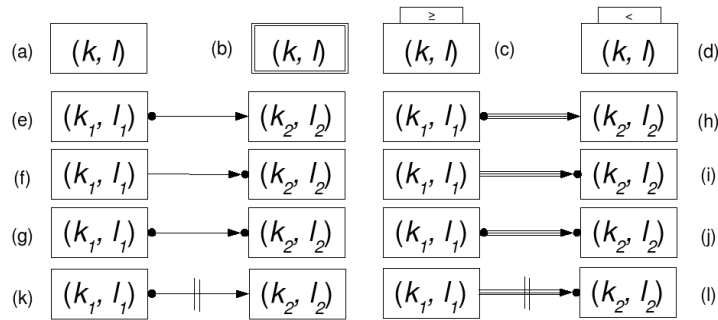 (a) (k, l) (b) (k, l) ≥ (k, l) (c) < (k, l) (d)
(e) (k₁, l₁) (k₂, l₂) (k₁, l₁) (k₂, l₂) (h)
(f) (k₁, l₁) (k₂, l₂) (k₁, l₁) (k₂, l₂) (i)
(g) (k₁, l₁) (k₂, l₂) (k₁, l₁) (k₂, l₂) (j)
(k) (k₁, l₁) (k₂, l₂) (k₁, l₁) (k₂, l₂) (l)